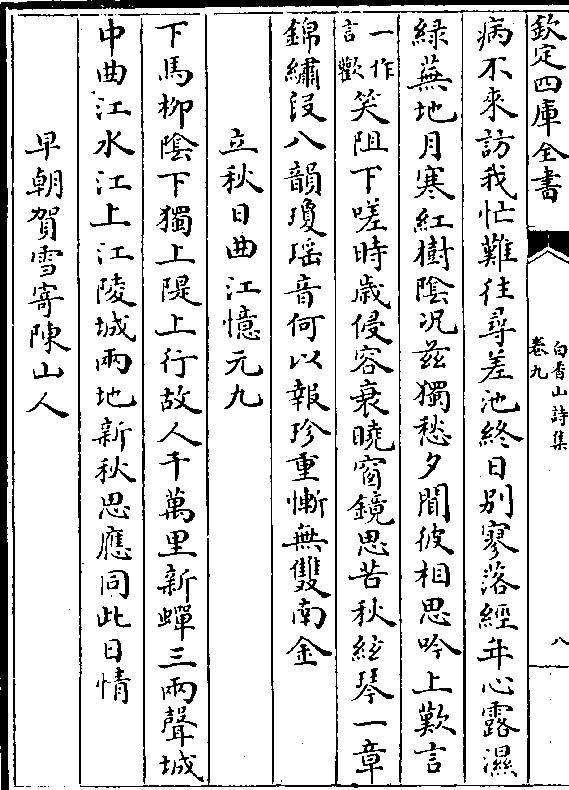 欽定四庫全書
白香山詩集
卷九
八
病不來訪我忙難往尋差池終日別寥落經年心露濕
緑蕪地月寒紅樹隂况兹獨愁夕聞彼相思吟上歎言
一作
言歡
笑阻下嗟時歲侵容衰曉窗鏡思苦秋絃琴一章
錦繡段八韻瓊瑶音何以報珍重慚無雙南金
立秋日曲江憶元九
下馬柳隂下獨上隄上行故人千萬里新蟬三兩聲城
中曲江水江上江陵城兩地新秋思應同此日情
早朝賀雪寄陳山人